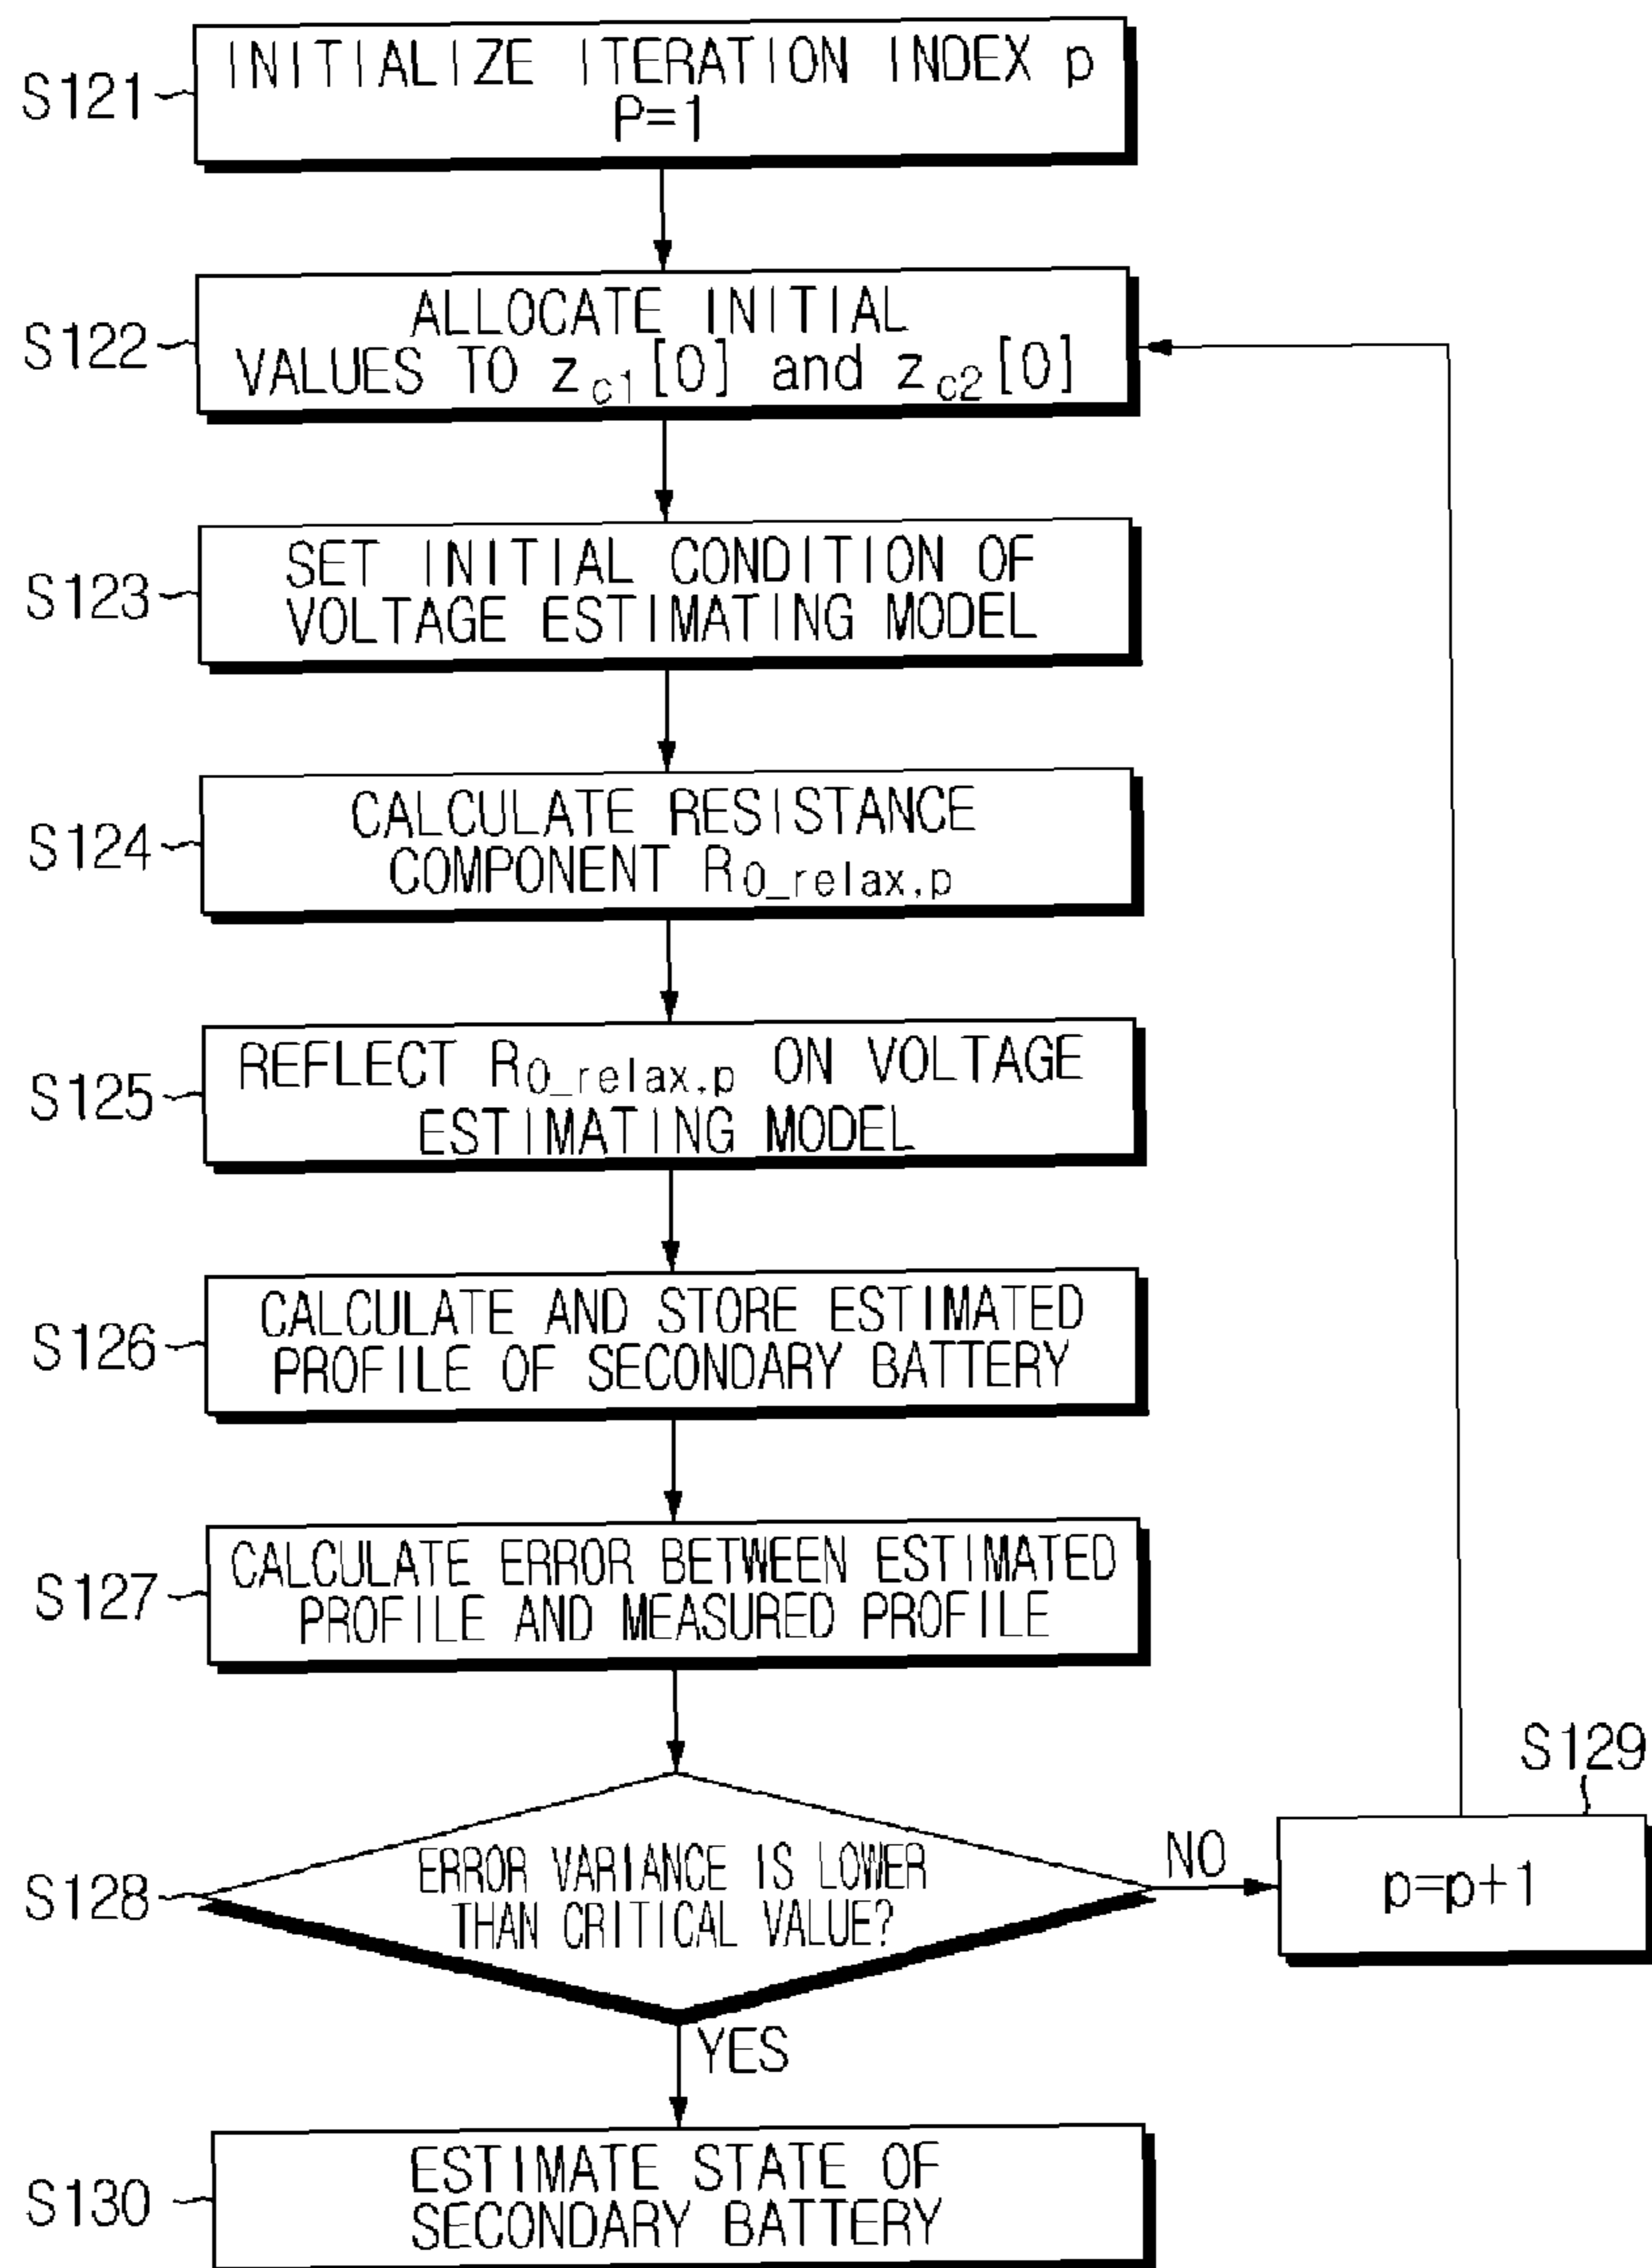 S121
INITIALIZE ITERATION INDEX p
P=1
S122
ALLOCATE INITIAL
VALUES TO zc1[0] and zc2[0]
S123
SET INITIAL CONDITION OF
VOLTAGE ESTIMATING MODEL
S124
CALCULATE RESISTANCE
COMPONENT R0_relax,p
S125
REFLECT R0_relax,p ON VOLTAGE
ESTIMATING MODEL
S126
CALCULATE AND STORE ESTIMATED
PROFILE OF SECONDARY BATTERY
S127
CALCULATE ERROR BETWEEN ESTIMATED
PROFILE AND MEASURED PROFILE
S128
ERROR VARIANCE IS LOWER
THAN CRITICAL VALUE?
NO
S129
p=p+1
YES
S130
ESTIMATE STATE OF
SECONDARY BATTERY